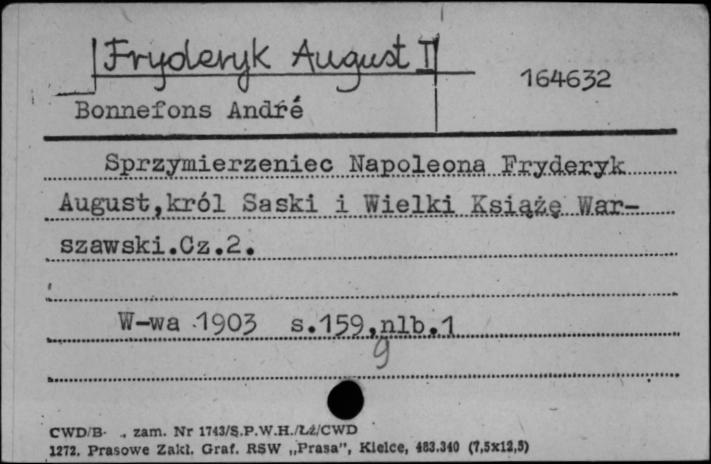 Fryderyk August I
164632
Bonnefons André
Sprzymierzeniec Napoleona Fryderyk
August,król Saski i Wielki Książę War-
szawski.Cz.2.
W-wa 1903 s.159,nlb.1
9
CWD/B- ., zam. Nr 1743/S.P.W.H./Łź/CWD
1272. Prasowe Zakł. Graf. RSW „Prasa”, Kielce, 483.340 (7,5x12,5)